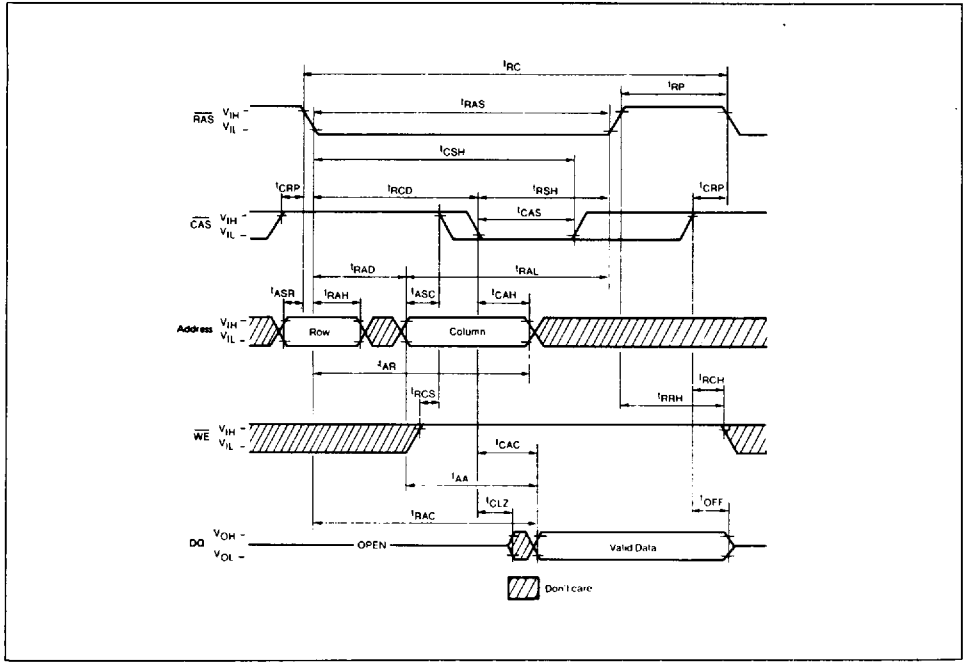 tRC
tRP
tRAS
RAS VIH
VIL
tCSH
tCRP tRCD tRSH tCRP
tCAS
CAS VIH
VIL
tRAD tRAL
tASR tRAH tASC tCAH
Address VIH
VIL
Row Column
tAR
tRCS tRCH
tRRH
WE VIH
VIL
tCAC
tAA
tCLZ tOFF
tRAC
DQ VOH
VOL
OPEN Valid Data
Don't care